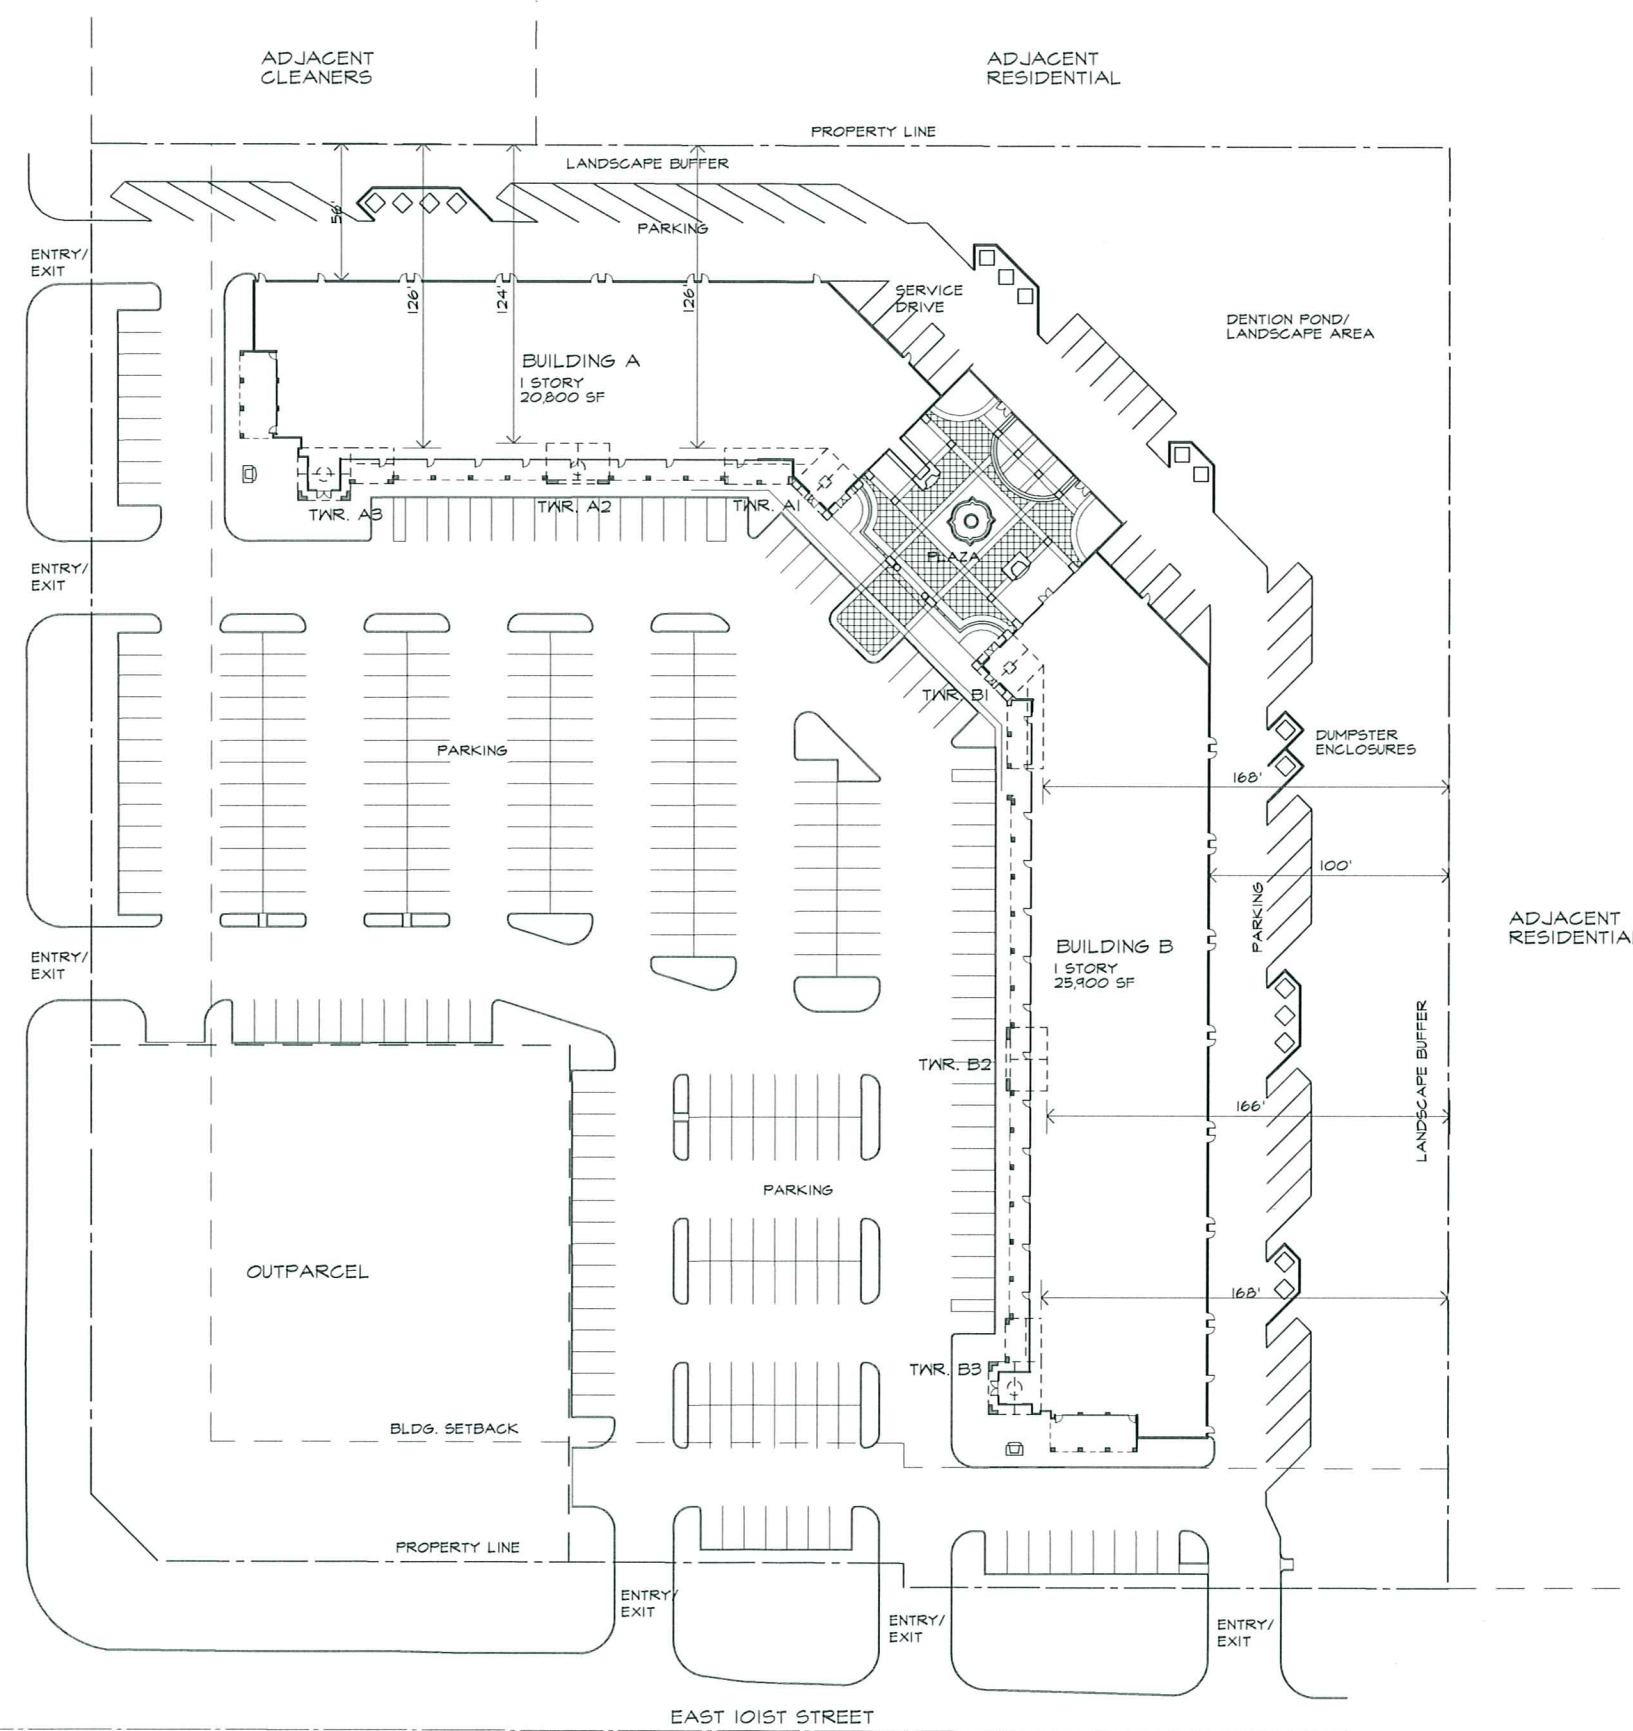 ADJACENT
CLEANERS
ADJACENT
RESIDENTIAL
PROPERTY LINE
LANDSCAPE BUFFER
56'
PARKING
ENTRY/
EXIT
126'
124'
126'
SERVICE
DRIVE
DENTION POND/
LANDSCAPE AREA
BUILDING A
1 STORY
20,800 SF
TWR. A3
TWR. A2
TWR. A1
PLAZA
ENTRY/
EXIT
TWR. B1
PARKING
DUMPSTER
ENCLOSURES
168'
100'
PARKING
ADJACENT
RESIDENTIAL
BUILDING B
1 STORY
25,900 SF
ENTRY/
EXIT
LANDSCAPE BUFFER
TWR. B2
166'
PARKING
OUTPARCEL
168'
TWR. B3
BLDG. SETBACK
PROPERTY LINE
ENTRY/
EXIT
ENTRY/
EXIT
ENTRY/
EXIT
EAST 101ST STREET